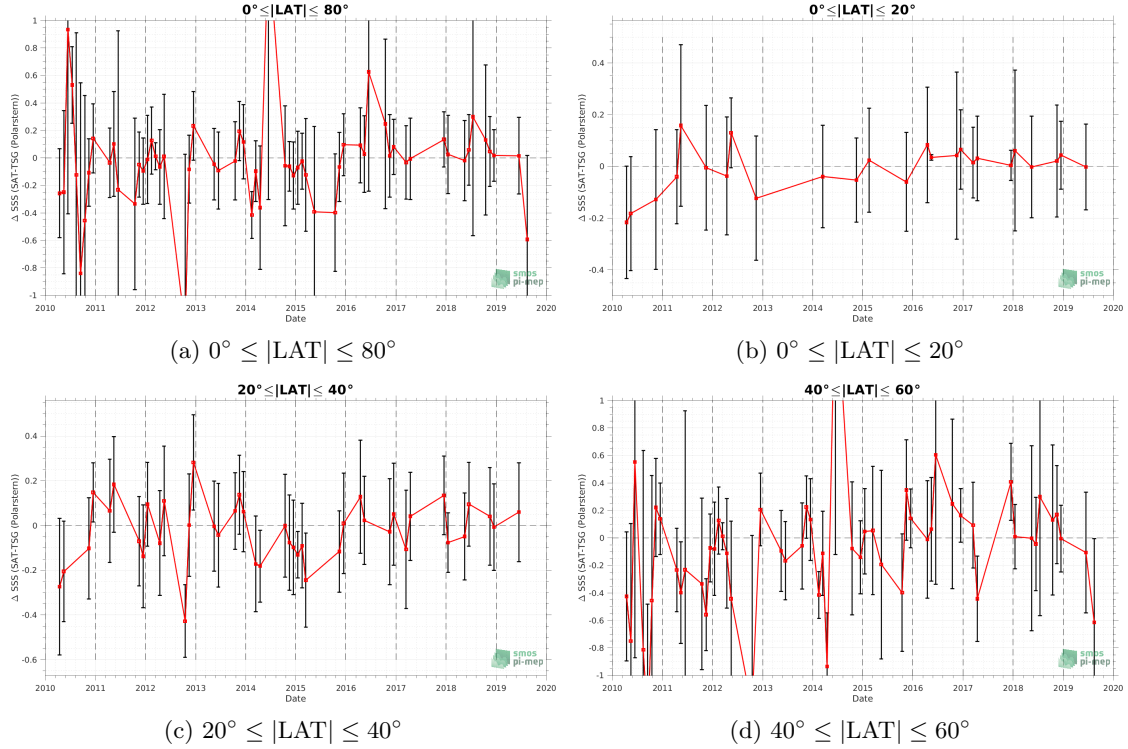 0°≤|LAT|≤ 80°
Δ SSS (SAT-TSG (Polarstern))
1
0.8
0.6
0.4
0.2
0
-0.2
-0.4
-0.6
-0.8
-1
2010 2011 2012 2013 2014 2015 2016 2017 2018 2019 2020
Date
smos
pi-mep
(a) 0° ≤ |LAT| ≤ 80°
0°≤|LAT|≤ 20°
Δ SSS (SAT-TSG (Polarstern))
0.4
0.2
0
-0.2
-0.4
2010 2011 2012 2013 2014 2015 2016 2017 2018 2019 2020
Date
smos
pi-mep
(b) 0° ≤ |LAT| ≤ 20°
20°≤|LAT|≤ 40°
Δ SSS (SAT-TSG (Polarstern))
0.4
0.2
0
-0.2
-0.4
-0.6
2010 2011 2012 2013 2014 2015 2016 2017 2018 2019 2020
Date
smos
pi-mep
(c) 20° ≤ |LAT| ≤ 40°
40°≤|LAT|≤ 60°
Δ SSS (SAT-TSG (Polarstern))
1
0.8
0.6
0.4
0.2
0
-0.2
-0.4
-0.6
-0.8
-1
2010 2011 2012 2013 2014 2015 2016 2017 2018 2019 2020
Date
smos
pi-mep
(d) 40° ≤ |LAT| ≤ 60°